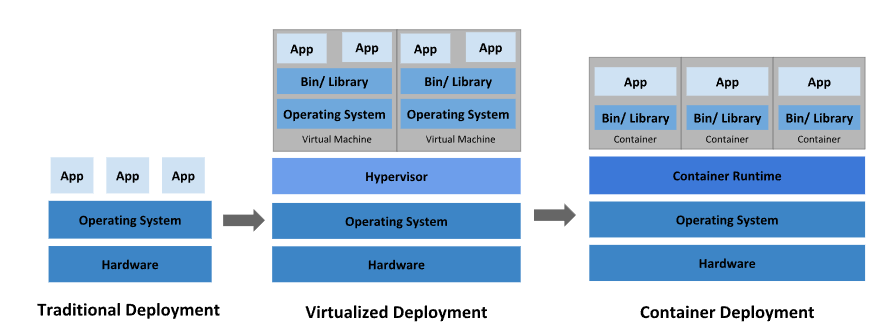 App App App
Operating System
Hardware
Traditional Deployment
App App App App
Bin/ Library Bin/ Library
Operating System Operating System
Virtual Machine Virtual Machine
Hypervisor
Operating System
Hardware
Virtualized Deployment
App App App
Bin/ Library Bin/ Library Bin/ Library
Container Container Container
Container Runtime
Operating System
Hardware
Container Deployment